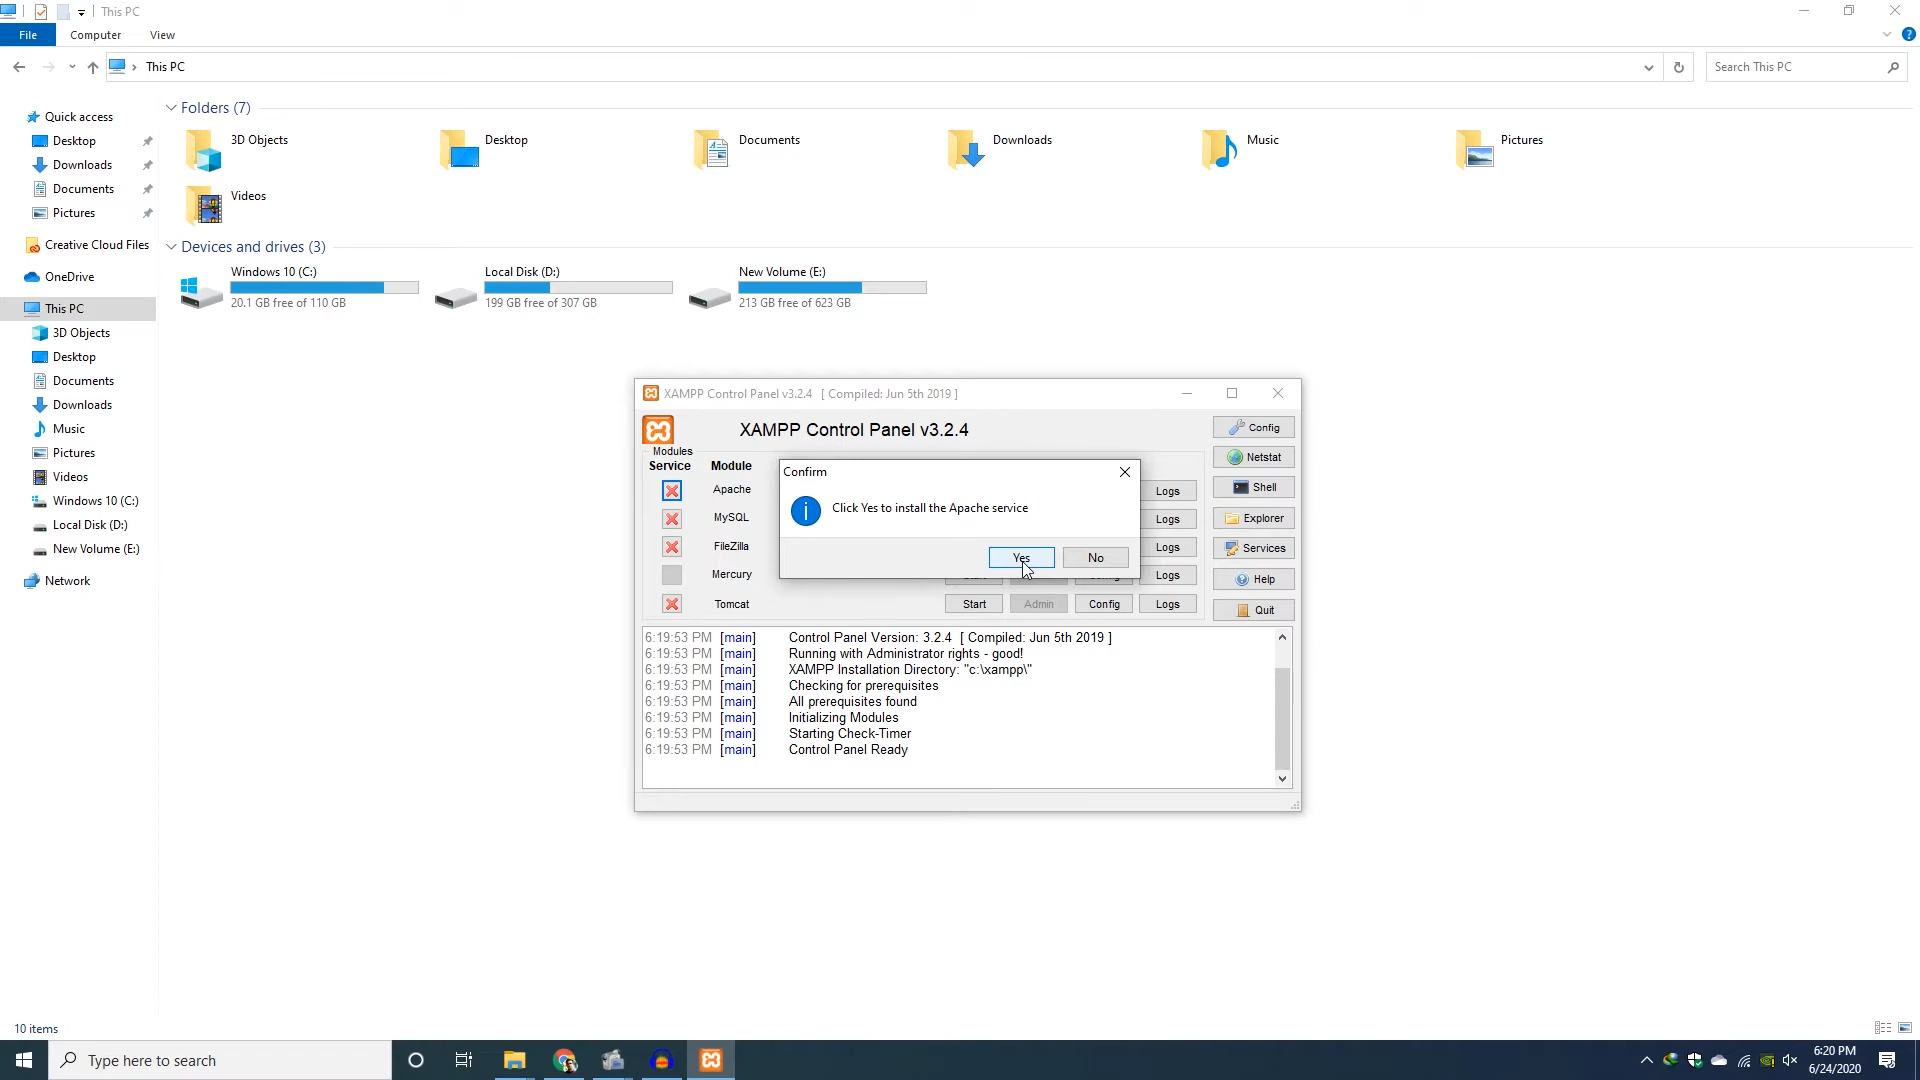 This PC
File
Computer
View
This PC
Search This PC
Quick access
Desktop
Downloads
Documents
Pictures
Creative Cloud Files
OneDrive
This PC
3D Objects
Desktop
Documents
Downloads
Music
Pictures
Videos
Windows 10 (C:)
Local Disk (D:)
New Volume (E:)
Network
Folders (7)
3D Objects
Desktop
Documents
Downloads
Music
Pictures
Videos
Devices and drives (3)
Windows 10 (C:)
20.1 GB free of 110 GB
Local Disk (D:)
199 GB free of 307 GB
New Volume (E:)
213 GB free of 623 GB
XAMPP Control Panel v3.2.4 [ Compiled: Jun 5th 2019 ]
XAMPP Control Panel v3.2.4
Modules
Service Module
Apache Logs
MySQL Logs
FileZilla Logs
Mercury Logs
Tomcat Start Admin Config Logs
Confirm
Click Yes to install the Apache service
Yes No
Config
Netstat
Shell
Explorer
Services
Help
Quit
6:19:53 PM [main] Control Panel Version: 3.2.4 [ Compiled: Jun 5th 2019 ]
6:19:53 PM [main] Running with Administrator rights - good!
6:19:53 PM [main] XAMPP Installation Directory: "c:\xampp\"
6:19:53 PM [main] Checking for prerequisites
6:19:53 PM [main] All prerequisites found
6:19:53 PM [main] Initializing Modules
6:19:53 PM [main] Starting Check-Timer
6:19:53 PM [main] Control Panel Ready
10 items
Type here to search
6:20 PM
6/24/2020